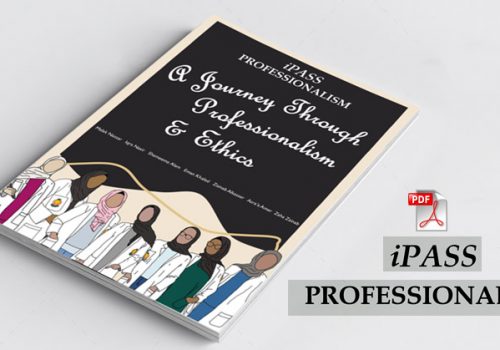 iPASS
PROFESSIONALISM
A Journey Through
Professionalism
& Ethics
PDF
iPASS
PROFESSIONAL